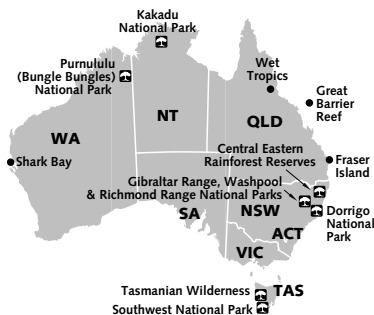 Kakadu
National Park
Purnululu
(Bungle Bungles)
National Park
Wet
Tropics
Great
Barrier
Reef
NT
QLD
WA
Central Eastern
Rainforest Reserves
Shark Bay
Fraser
Island
Gibraltar Range, Washpool
& Richmond Range National Parks
SA
NSW
Dorrigo
National
Park
ACT
VIC
Tasmanian Wilderness
TAS
Southwest National Park